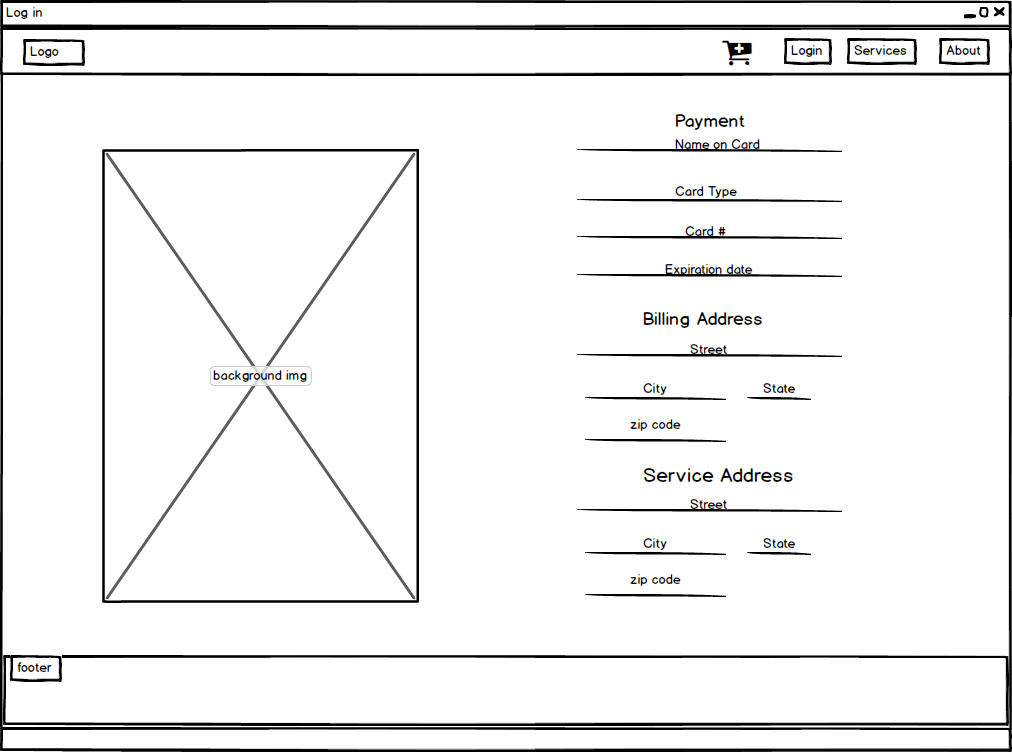 Log in
Logo
Login
Services
About
Payment
Name on Card
Card Type
Card #
Expiration date
Billing Address
Street
City
State
zip code
Service Address
Street
City
State
zip code
background img
footer